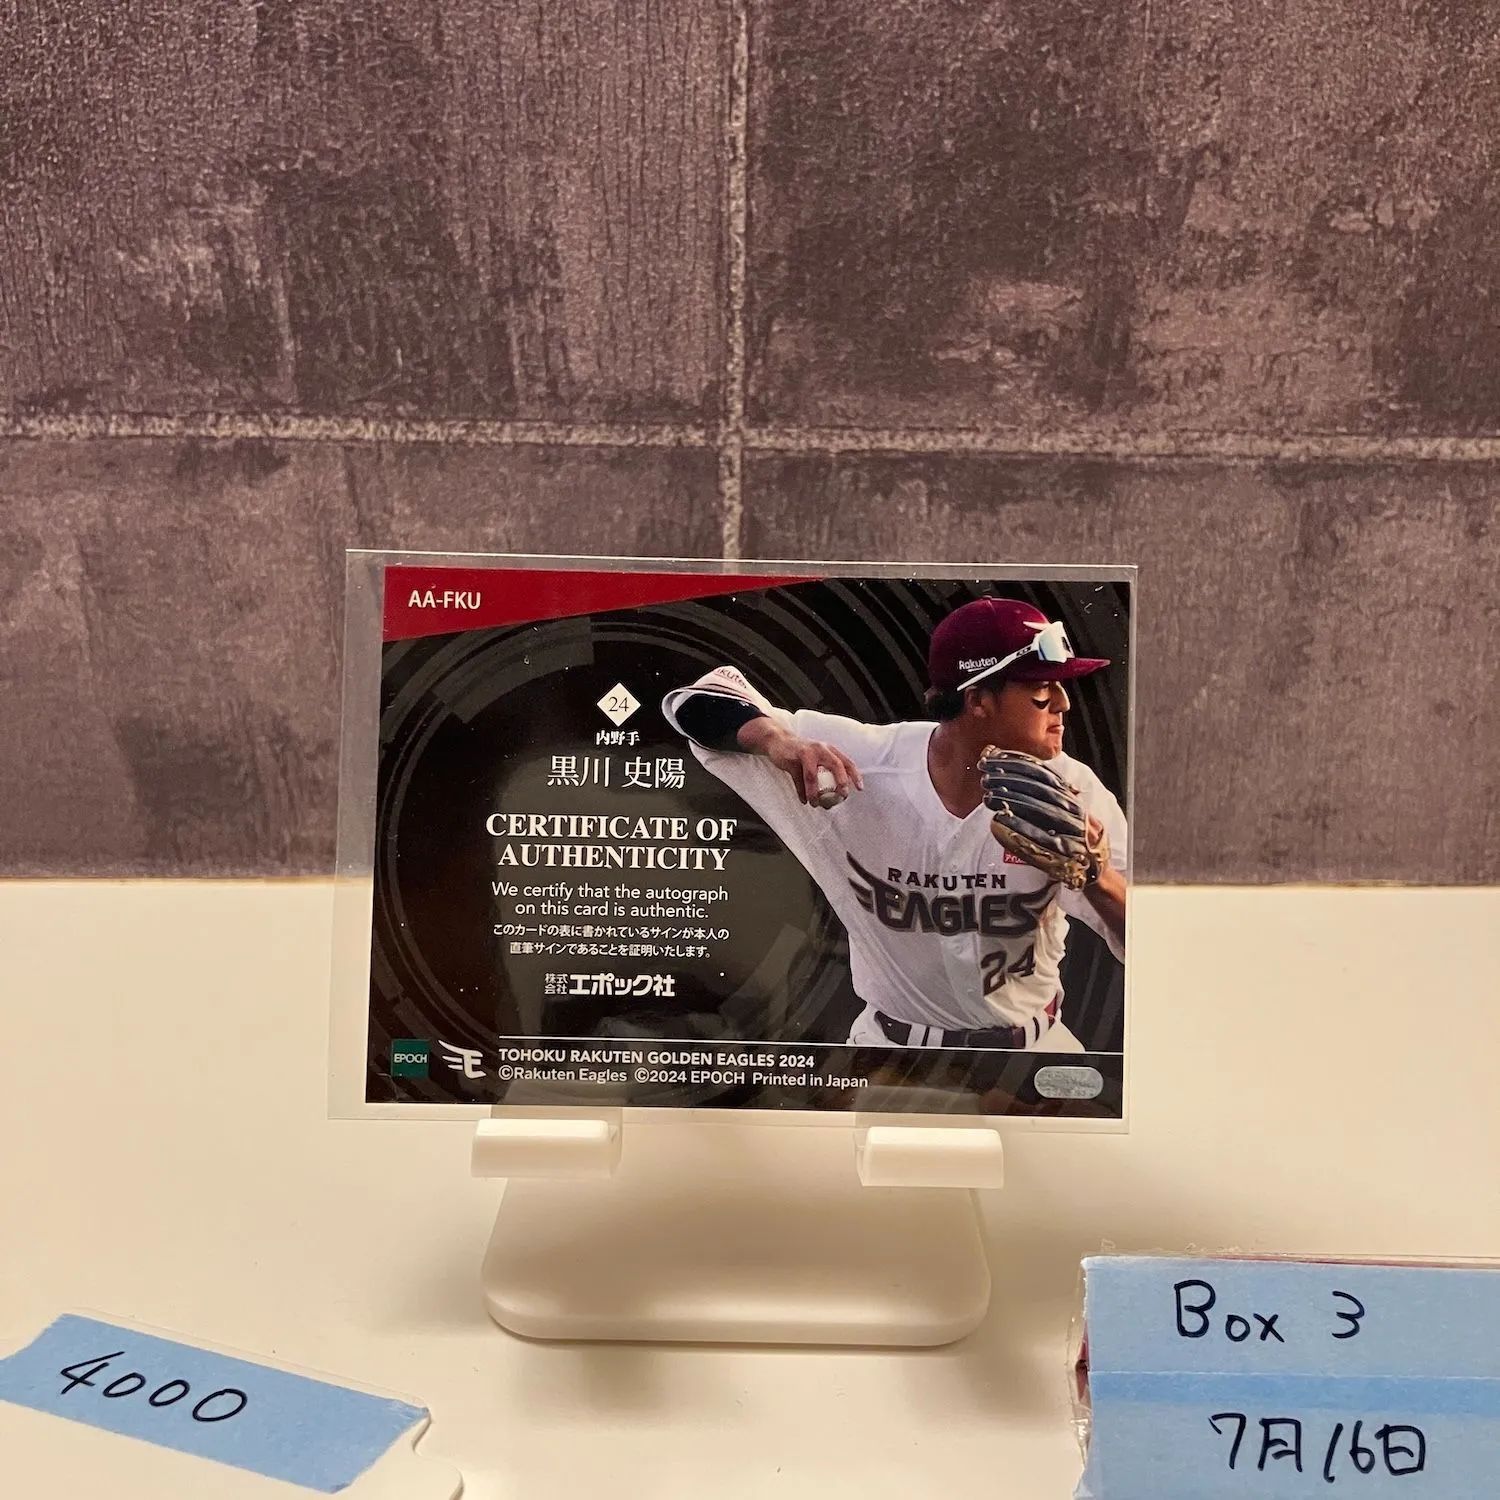 AA-FKU
24
内野手
黒川 史陽
CERTIFICATE OF
AUTHENTICITY
We certify that the autograph
on this card is authentic.
このカードの表に書かれているサインが本人の
直筆サインであることを証明いたします。
株式会社 エポック社
EPOCH
TOHOKU RAKUTEN GOLDEN EAGLES 2024
©Rakuten Eagles ©2024 EPOCH Printed in Japan
Rakuten
RAKUTEN
EAGLES
24
4000
Box 3
7月16日